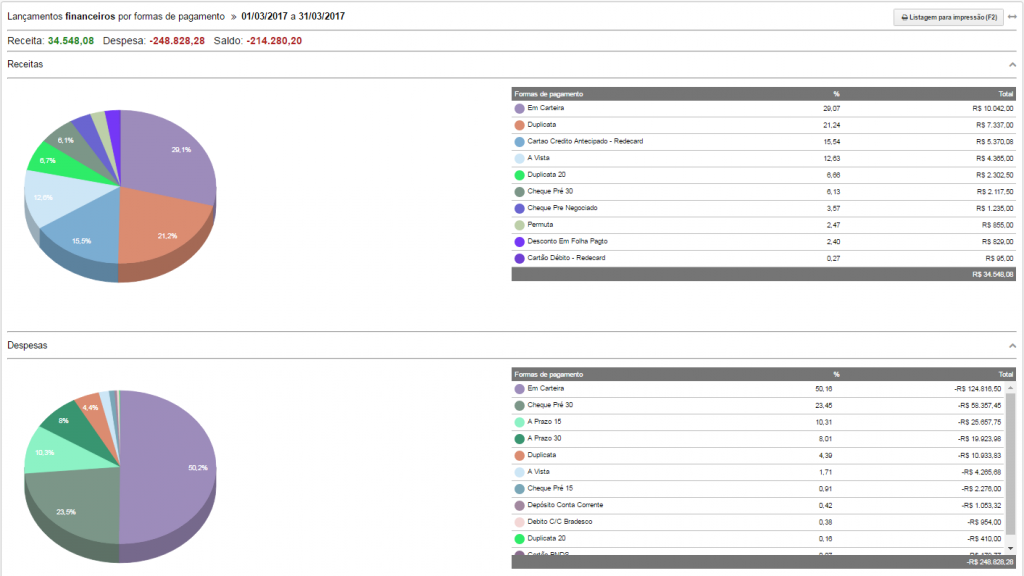 Lançamentos financeiros por formas de pagamento » 01/03/2017 a 31/03/2017 Listagem para impressão (F2)
Receita: 34.548,08 Despesa: -248.828,28 Saldo: -214.280,20
Receitas
Formas de pagamento % Total
Em Carteira 29,07 R$ 10.042,00
Duplicata 21,24 R$ 7.337,00
Cartao Credito Antecipado - Redecard 15,54 R$ 5.370,08
A Vista 12,63 R$ 4.365,00
Duplicata 20 6,66 R$ 2.302,50
Cheque Pré 30 6,13 R$ 2.117,50
Cheque Pre Negociado 3,57 R$ 1.235,00
Permuta 2,47 R$ 855,00
Desconto Em Folha Pagto 2,40 R$ 829,00
Cartão Débito - Redecard 0,27 R$ 95,00
R$ 34.548,08
29,1%
21,2%
15,5%
12,6%
6,7%
6,1%
Despesas
Formas de pagamento % Total
Em Carteira 50,16 -R$ 124.816,50
Cheque Pré 30 23,45 -R$ 58.357,45
A Prazo 15 10,31 -R$ 25.657,75
A Prazo 30 8,01 -R$ 19.923,98
Duplicata 4,39 -R$ 10.933,83
A Vista 1,71 -R$ 4.265,68
Cheque Pré 15 0,91 -R$ 2.276,00
Depósito Conta Corrente 0,42 -R$ 1.053,32
Debito C/C Bradesco 0,38 -R$ 954,00
Duplicata 20 0,16 -R$ 410,00
-R$ 248.828,28
50,2%
23,5%
10,3%
8%
4,4%